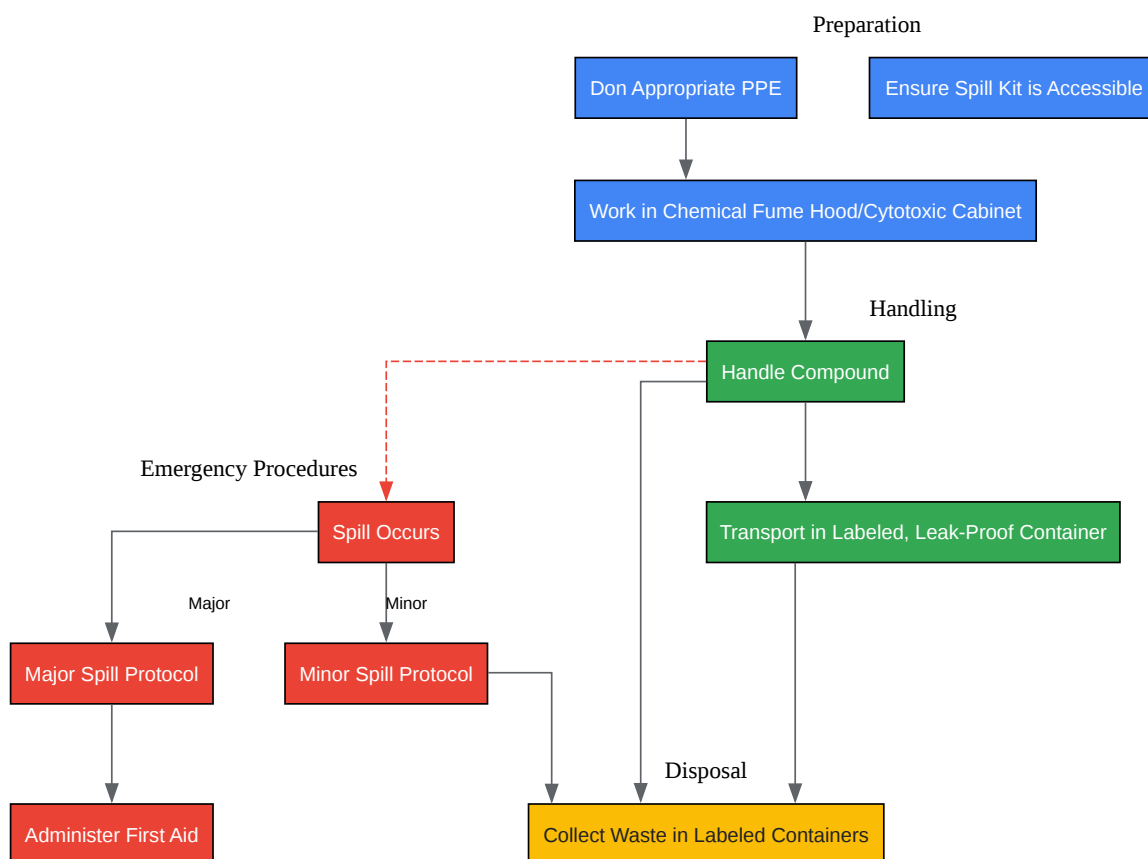 Preparation
Don Appropriate PPE
Ensure Spill Kit is Accessible
Work in Chemical Fume Hood/Cytotoxic Cabinet
Handling
Handle Compound
Emergency Procedures
Spill Occurs
Transport in Labeled, Leak-Proof Container
Major
Minor
Major Spill Protocol
Minor Spill Protocol
Disposal
Administer First Aid
Collect Waste in Labeled Containers